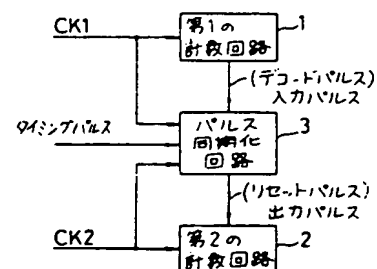 CK1
第1の
計数回路
1
(デコードパルス)
入力パルス
タイミングパルス
パルス
同期化
回路
3
(リセットパルス)
出力パルス
CK2
第2の
計数回路
2